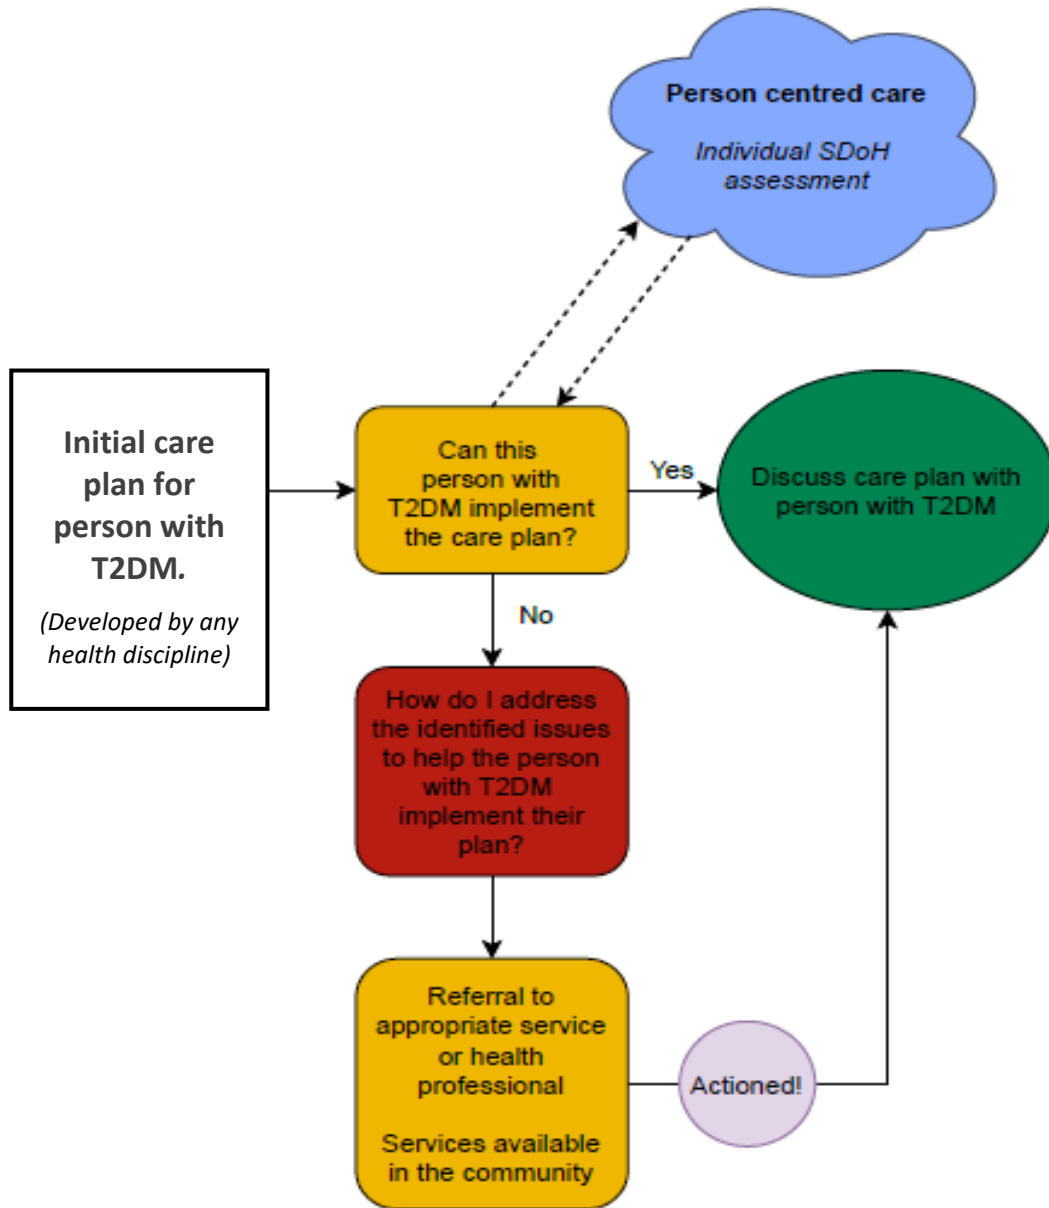 Person centred care
Individual SDoH
assessment
Initial care
plan for
person with
T2DM.
(Developed by any
health discipline)
Can this
person with
T2DM implement
the care plan?
Yes
Discuss care plan with
person with T2DM
No
How do I address
the identified issues
to help the person
with T2DM
implement their
plan?
Referral to
appropriate service
or health
professional
Services available
in the community
Actioned!